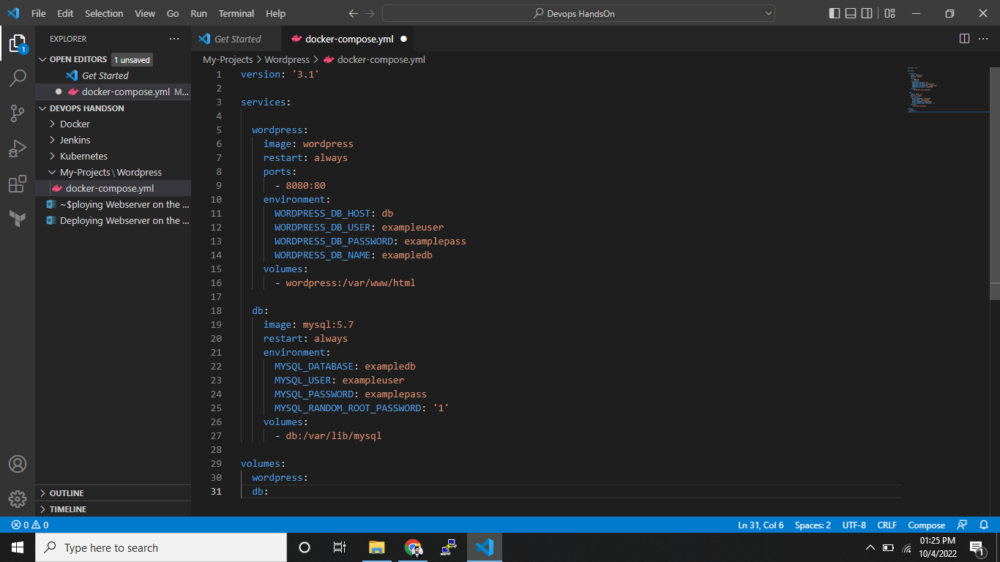 File Edit Selection View Go Run Terminal Help
Devops HandsOn
EXPLORER
OPEN EDITORS 1 unsaved
Get Started
docker-compose.yml M...
DEVOPS HANDSON
Docker
Jenkins
Kubernetes
My-Projects\Wordpress
docker-compose.yml
~$ploying Webserver on the ...
Deploying Webserver on the ...
OUTLINE
TIMELINE
1
Get Started docker-compose.yml
My-Projects > Wordpress > docker-compose.yml
1 version: '3.1'
2
3 services:
4
5   wordpress:
6     image: wordpress
7     restart: always
8     ports:
9       - 8080:80
10     environment:
11       WORDPRESS_DB_HOST: db
12       WORDPRESS_DB_USER: exampleuser
13       WORDPRESS_DB_PASSWORD: examplepass
14       WORDPRESS_DB_NAME: exampledb
15     volumes:
16       - wordpress:/var/www/html
17
18   db:
19     image: mysql:5.7
20     restart: always
21     environment:
22       MYSQL_DATABASE: exampledb
23       MYSQL_USER: exampleuser
24       MYSQL_PASSWORD: examplepass
25       MYSQL_RANDOM_ROOT_PASSWORD: '1'
26     volumes:
27       - db:/var/lib/mysql
28
29 volumes:
30   wordpress:
31   db:
0 0 Ln 31, Col 6 Spaces: 2 UTF-8 CRLF Compose
Type here to search
01:25 PM
10/4/2022
1